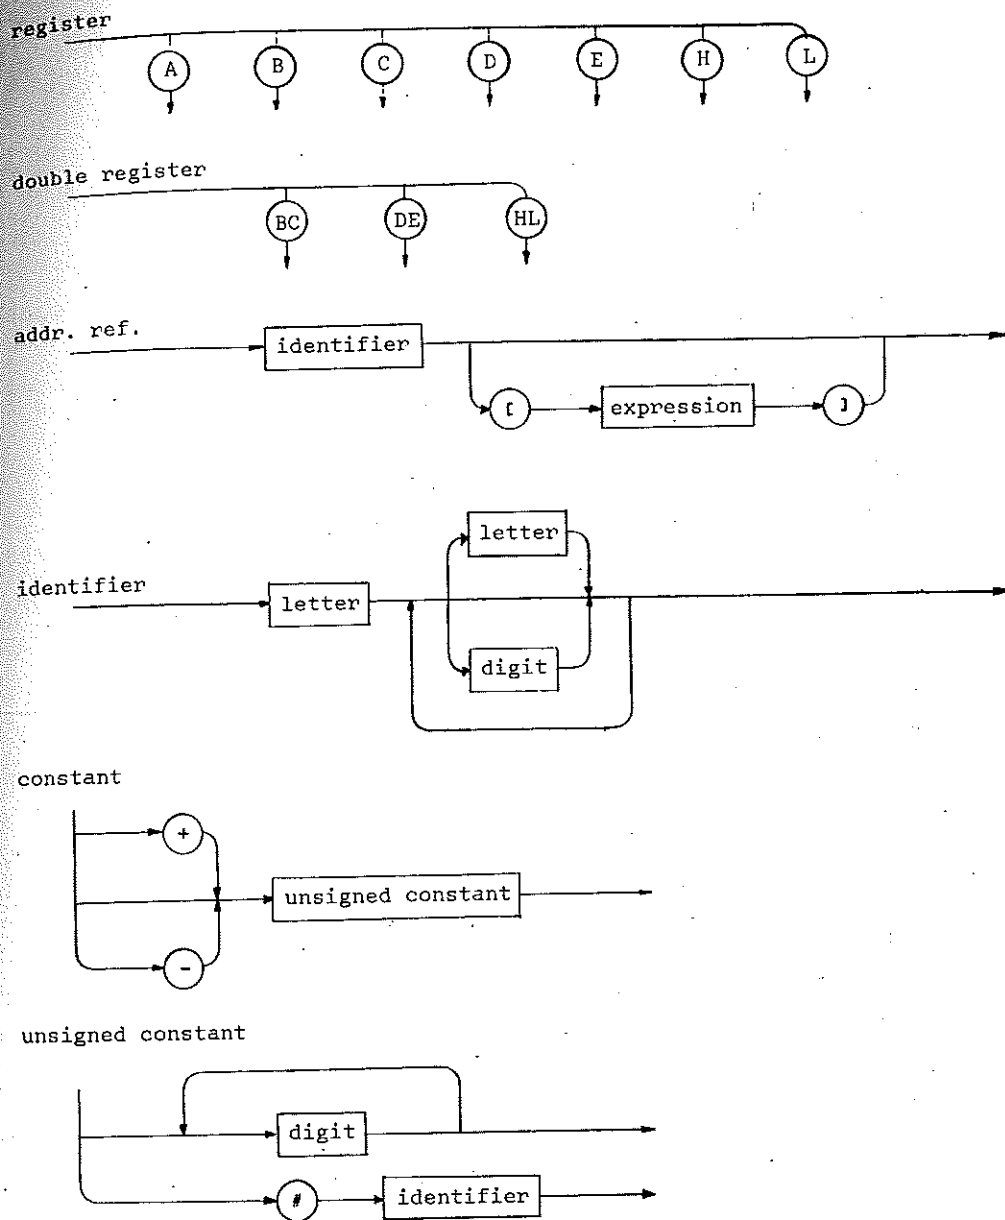 register
A B C D E H L
double register
BC DE HL
addr. ref.
identifier
[ expression ]
letter
identifier
letter
digit
constant
+
unsigned constant
-
unsigned constant
digit
# identifier